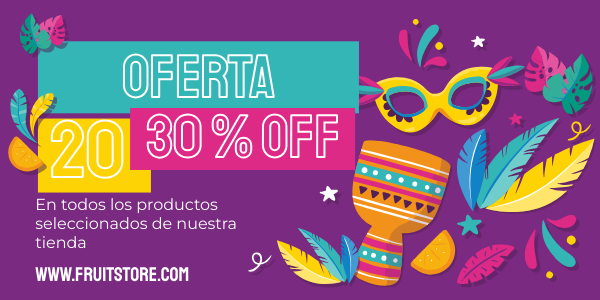 OFERTA
20
30 % OFF
En todos los productos
seleccionados de nuestra
tienda
WWW.FRUITSTORE.COM